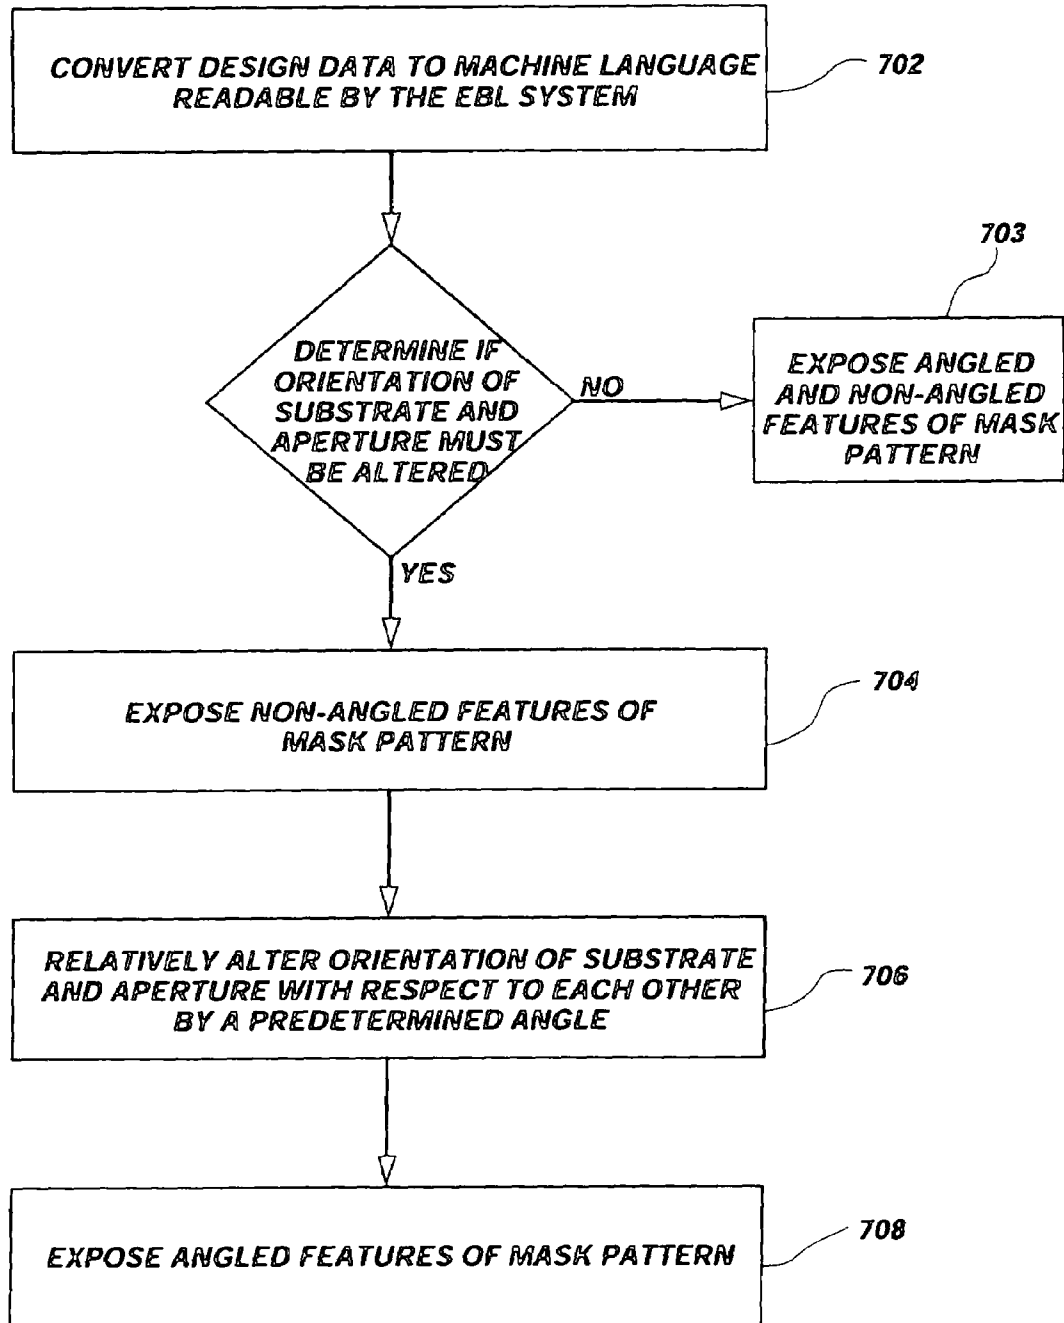 CONVERT DESIGN DATA TO MACHINE LANGUAGE
READABLE BY THE EBL SYSTEM
702
DETERMINE IF
ORIENTATION OF
SUBSTRATE AND
APERTURE MUST
BE ALTERED
NO
703
EXPOSE ANGLED
AND NON-ANGLED
FEATURES OF MASK
PATTERN
YES
EXPOSE NON-ANGLED FEATURES OF
MASK PATTERN
704
RELATIVELY ALTER ORIENTATION OF SUBSTRATE
AND APERTURE WITH RESPECT TO EACH OTHER
BY A PREDETERMINED ANGLE
706
EXPOSE ANGLED FEATURES OF MASK PATTERN
708